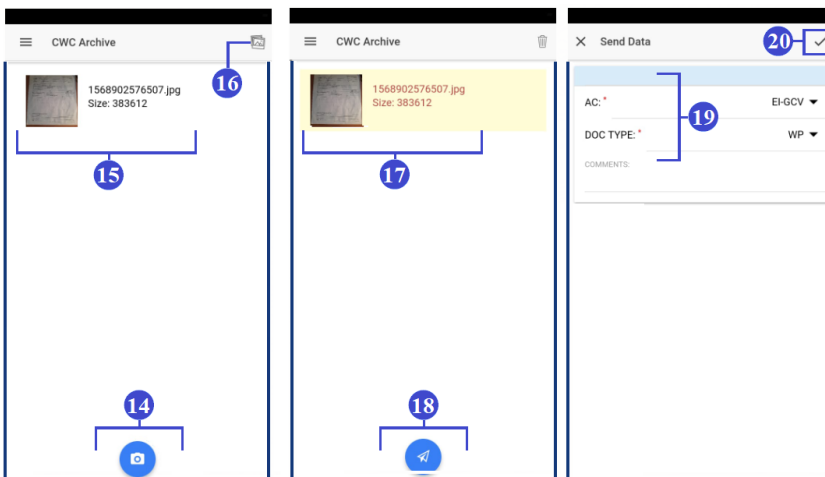 CWC Archive
16
1568902576507.jpg
Size: 383612
15
14
CWC Archive
1568902576507.jpg
Size: 383612
17
18
Send Data
20
AC: *
EI-GCV
19
DOC TYPE: *
WP
COMMENTS: